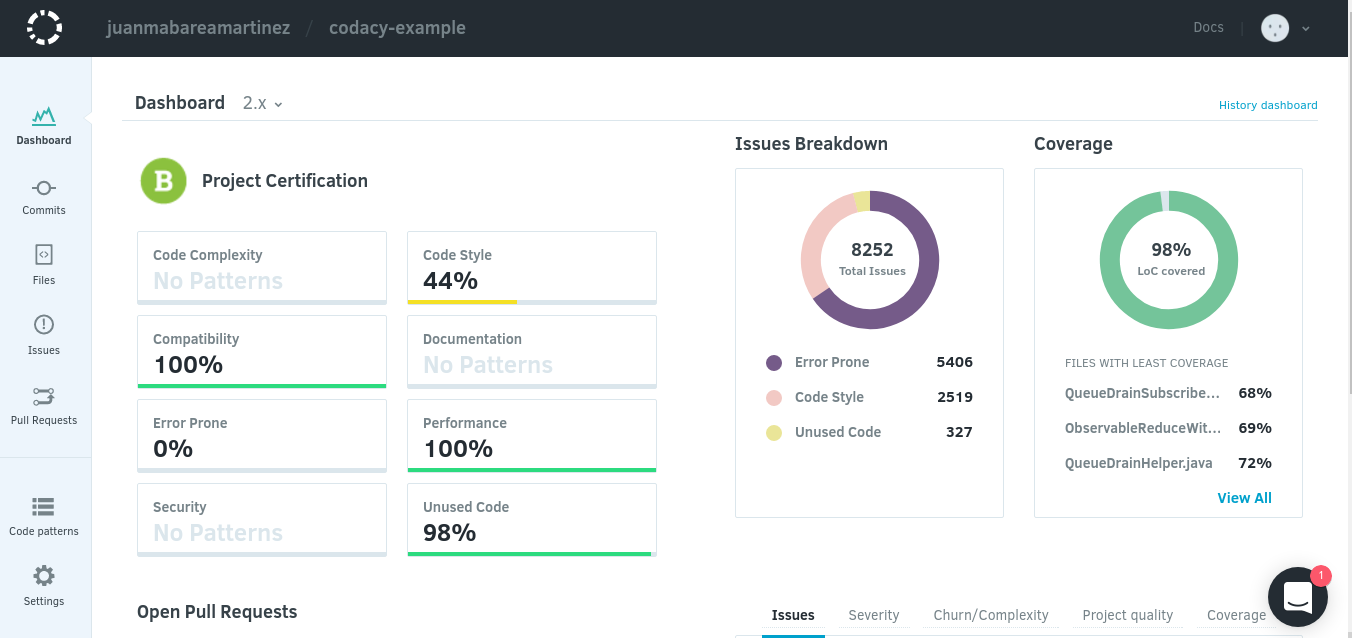 juanmabareamartinez / codacy-example
Docs
Dashboard
Commits
Files
Issues
Pull Requests
Code patterns
Settings
Dashboard 2.x
History dashboard
B Project Certification
Code Complexity
No Patterns
Code Style
44%
Compatibility
100%
Documentation
No Patterns
Error Prone
0%
Performance
100%
Security
No Patterns
Unused Code
98%
Issues Breakdown
8252
Total Issues
Error Prone 5406
Code Style 2519
Unused Code 327
Coverage
98%
LoC covered
FILES WITH LEAST COVERAGE
QueueDrainSubscribe... 68%
ObservableReduceWit... 69%
QueueDrainHelper.java 72%
View All
Open Pull Requests
Issues Severity Churn/Complexity Project quality Coverage
1